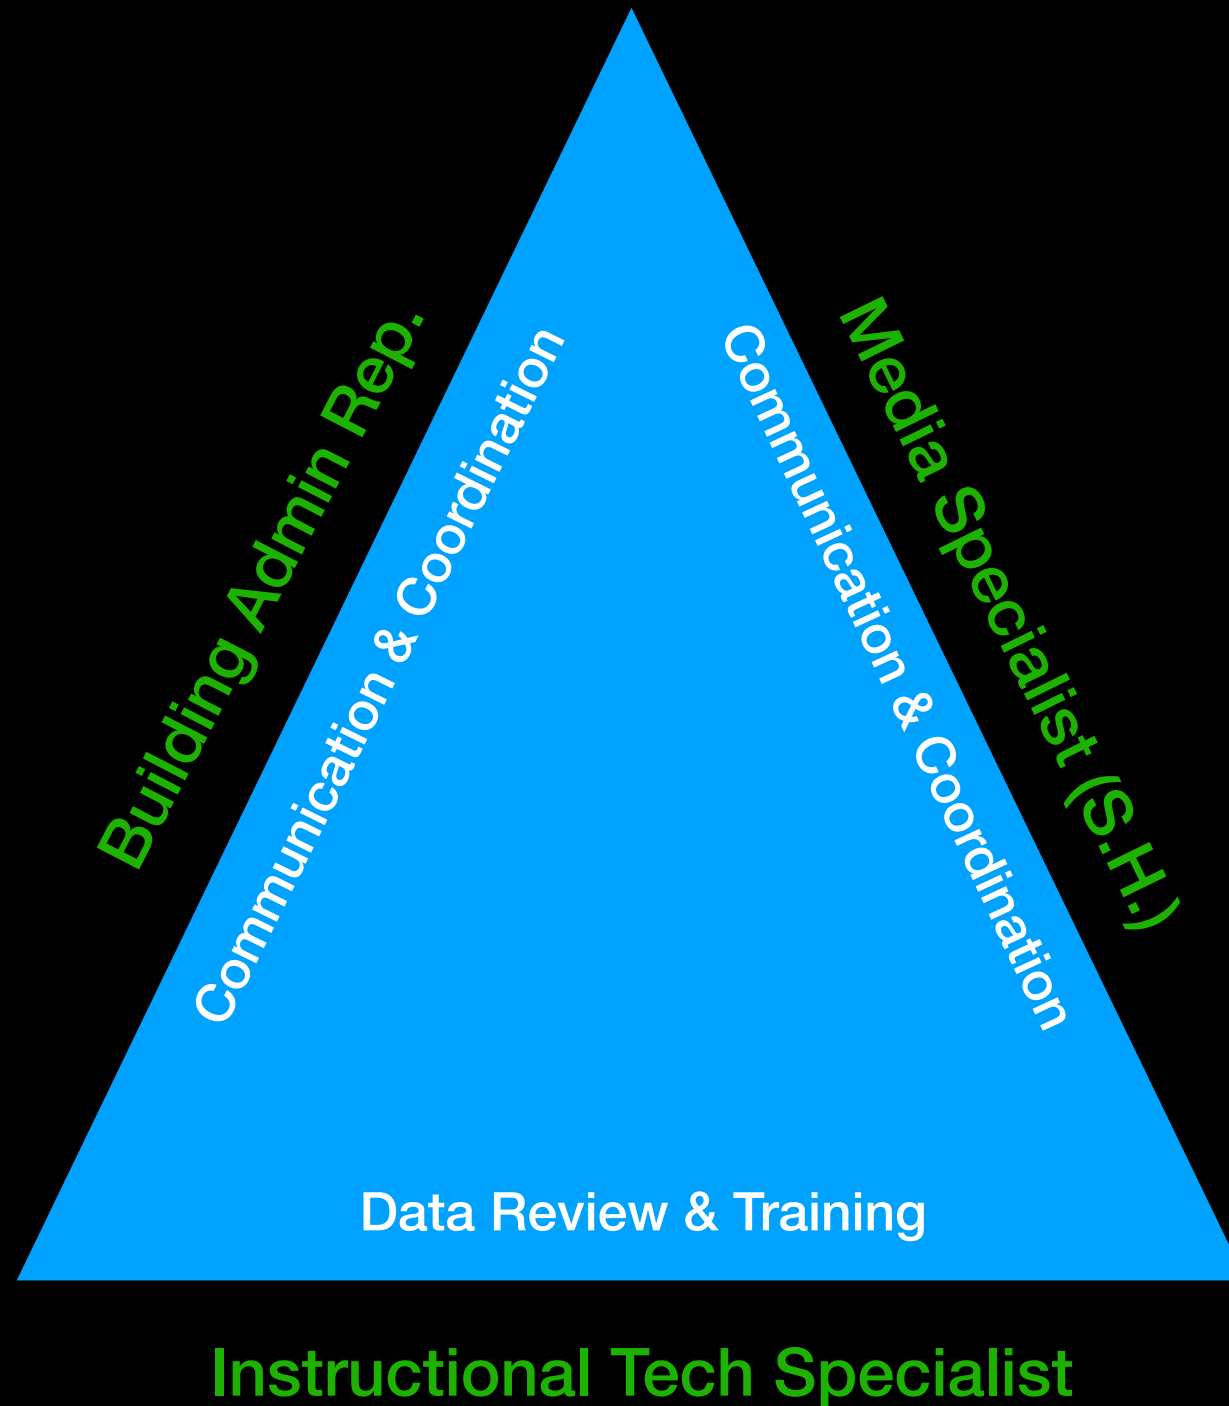 Building Admin Rep.
Communication & Coordination
Communication & Coordination
Media Specialist (S.H.)
Data Review & Training
Instructional Tech Specialist